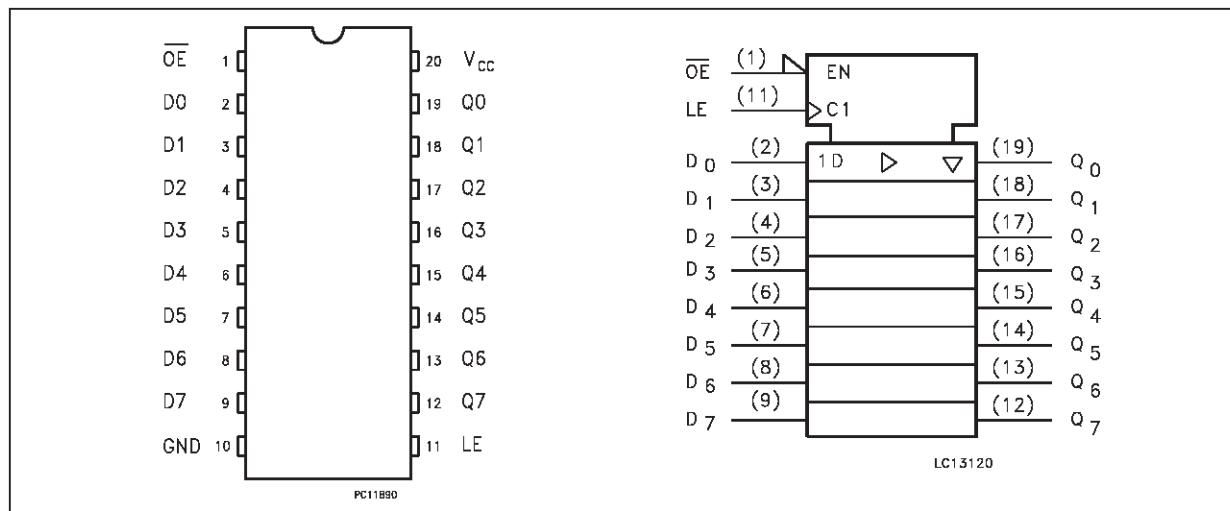 O̅E̅ 1 20 VCC
D0 2 19 Q0
D1 3 18 Q1
D2 4 17 Q2
D3 5 16 Q3
D4 6 15 Q4
D5 7 14 Q5
D6 8 13 Q6
D7 9 12 Q7
GND 10 11 LE
PC11890
O̅E̅ (1) EN
LE (11) C1
D0 (2) 1D (19) Q0
D1 (3) (18) Q1
D2 (4) (17) Q2
D3 (5) (16) Q3
D4 (6) (15) Q4
D5 (7) (14) Q5
D6 (8) (13) Q6
D7 (9) (12) Q7
LC13120